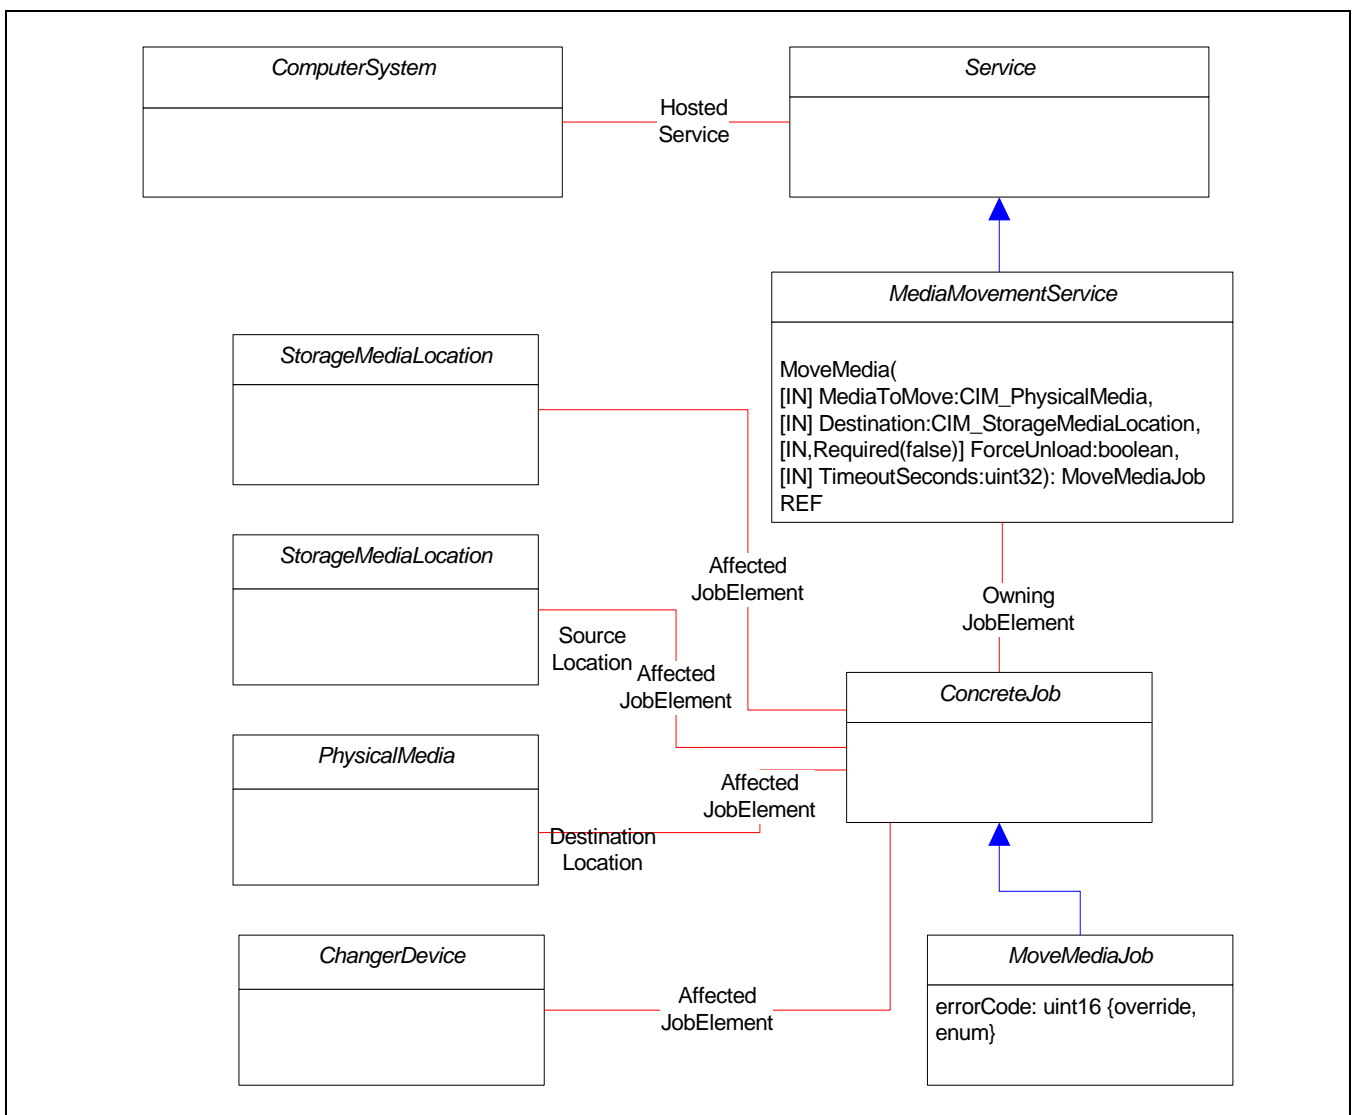 ComputerSystem
Service
Hosted
Service
MediaMovementService
MoveMedia(
[IN] MediaToMove:CIM_PhysicalMedia,
[IN] Destination:CIM_StorageMediaLocation,
[IN,Required(false)] ForceUnload:boolean,
[IN] TimeoutSeconds:uint32): MoveMediaJob
REF
StorageMediaLocation
Affected
JobElement
Owning
JobElement
StorageMediaLocation
Source
Location
Affected
JobElement
ConcreteJob
PhysicalMedia
Affected
JobElement
Destination
Location
ChangerDevice
Affected
JobElement
MoveMediaJob
errorCode: uint16 {override,
enum}